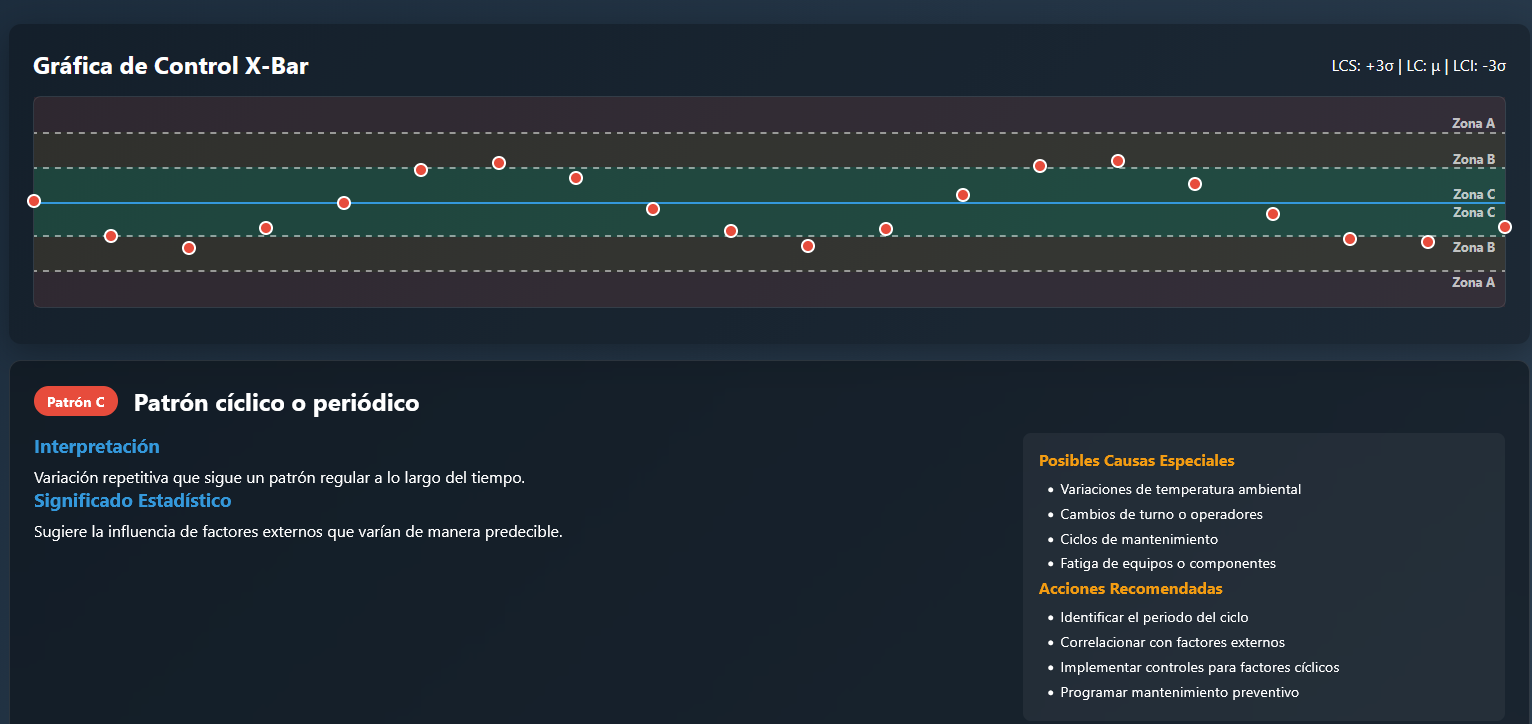 Gráfica de Control X-Bar
LCS: +3σ | LC: μ | LCI: -3σ
Zona A
Zona B
Zona C
Zona C
Zona B
Zona A
Patrón C
Patrón cíclico o periódico
Interpretación
Variación repetitiva que sigue un patrón regular a lo largo del tiempo.
Significado Estadístico
Sugiere la influencia de factores externos que varían de manera predecible.
Posibles Causas Especiales
• Variaciones de temperatura ambiental
• Cambios de turno o operadores
• Ciclos de mantenimiento
• Fatiga de equipos o componentes
Acciones Recomendadas
• Identificar el periodo del ciclo
• Correlacionar con factores externos
• Implementar controles para factores cíclicos
• Programar mantenimiento preventivo